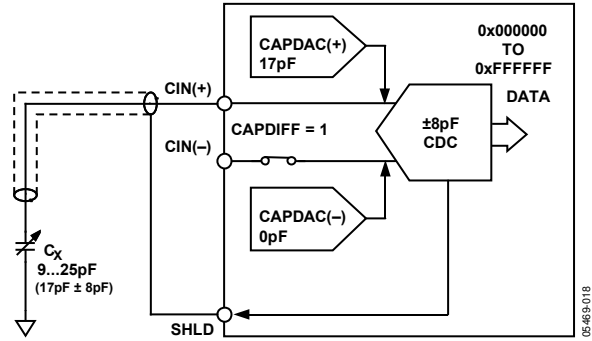 CAPDAC(+)
17pF
0x000000
TO
0xFFFFFF
DATA
CIN(+)
CAPDIFF = 1
±8pF
CDC
CIN(–)
CAPDAC(–)
0pF
CX
9...25pF
(17pF ± 8pF)
SHLD
05469-018